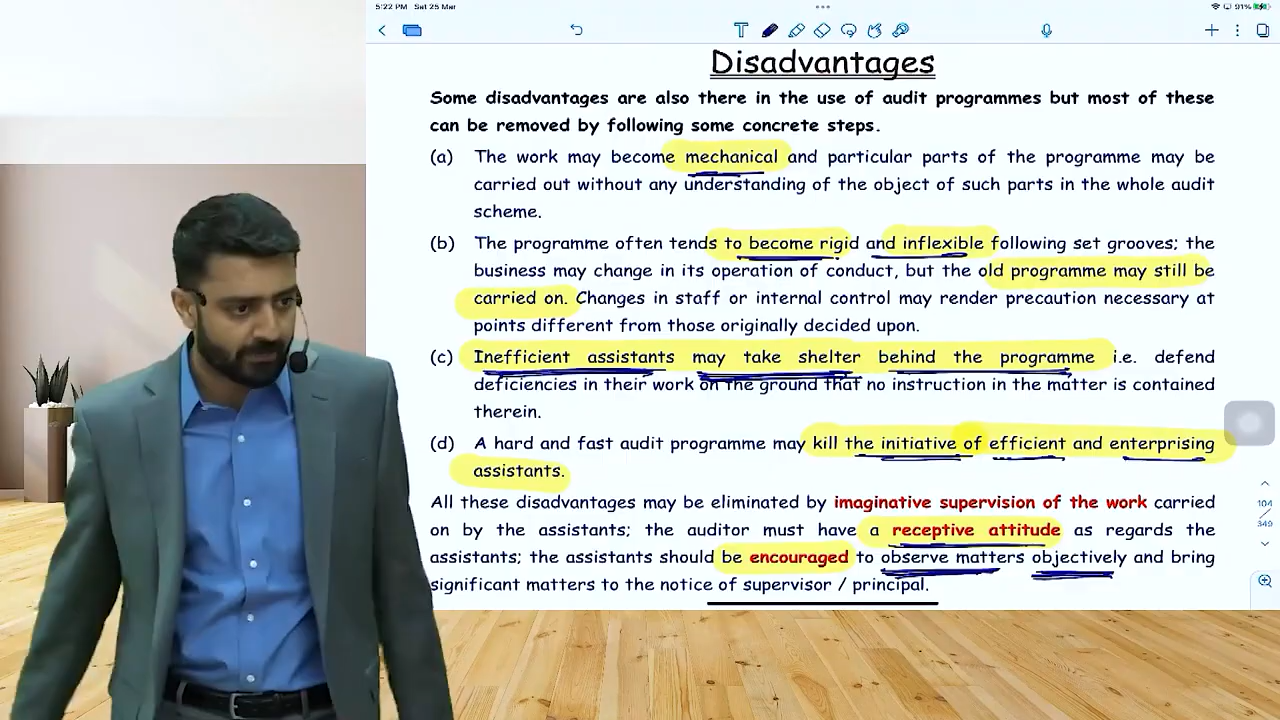 5:22 PM Sat 25 Mar
91%
Disadvantages
Some disadvantages are also there in the use of audit programmes but most of these
can be removed by following some concrete steps.
(a) The work may become mechanical and particular parts of the programme may be
carried out without any understanding of the object of such parts in the whole audit
scheme.
(b) The programme often tends to become rigid and inflexible following set grooves; the
business may change in its operation of conduct, but the old programme may still be
carried on. Changes in staff or internal control may render precaution necessary at
points different from those originally decided upon.
(c) Inefficient assistants may take shelter behind the programme i.e. defend
deficiencies in their work on the ground that no instruction in the matter is contained
therein.
(d) A hard and fast audit programme may kill the initiative of efficient and enterprising
assistants.
All these disadvantages may be eliminated by imaginative supervision of the work carried
on by the assistants; the auditor must have a receptive attitude as regards the
assistants; the assistants should be encouraged to observe matters objectively and bring
significant matters to the notice of supervisor / principal.
104
349